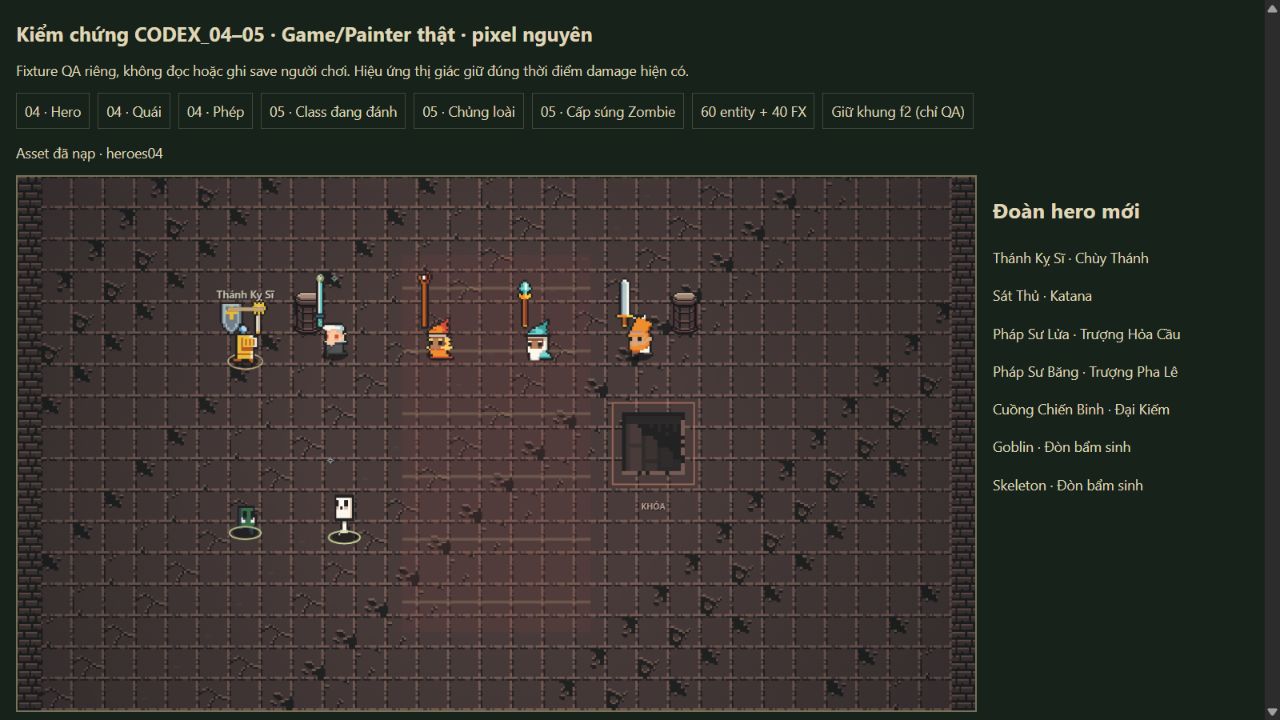 Kiểm chứng CODEX_04–05 · Game/Painter thật · pixel nguyên
Fixture QA riêng, không đọc hoặc ghi save người chơi. Hiệu ứng thị giác giữ đúng thời điểm damage hiện có.
04 · Hero
04 · Quái
04 · Phép
05 · Class đang đánh
05 · Chủng loài
05 · Cấp súng Zombie
60 entity + 40 FX
Giữ khung f2 (chỉ QA)
Asset đã nạp · heroes04
Thánh Kỵ Sĩ
KHÓA
Đoàn hero mới
Thánh Kỵ Sĩ · Chùy Thánh
Sát Thủ · Katana
Pháp Sư Lửa · Trượng Hỏa Cầu
Pháp Sư Băng · Trượng Pha Lê
Cuồng Chiến Binh · Đại Kiếm
Goblin · Đòn bẩm sinh
Skeleton · Đòn bẩm sinh